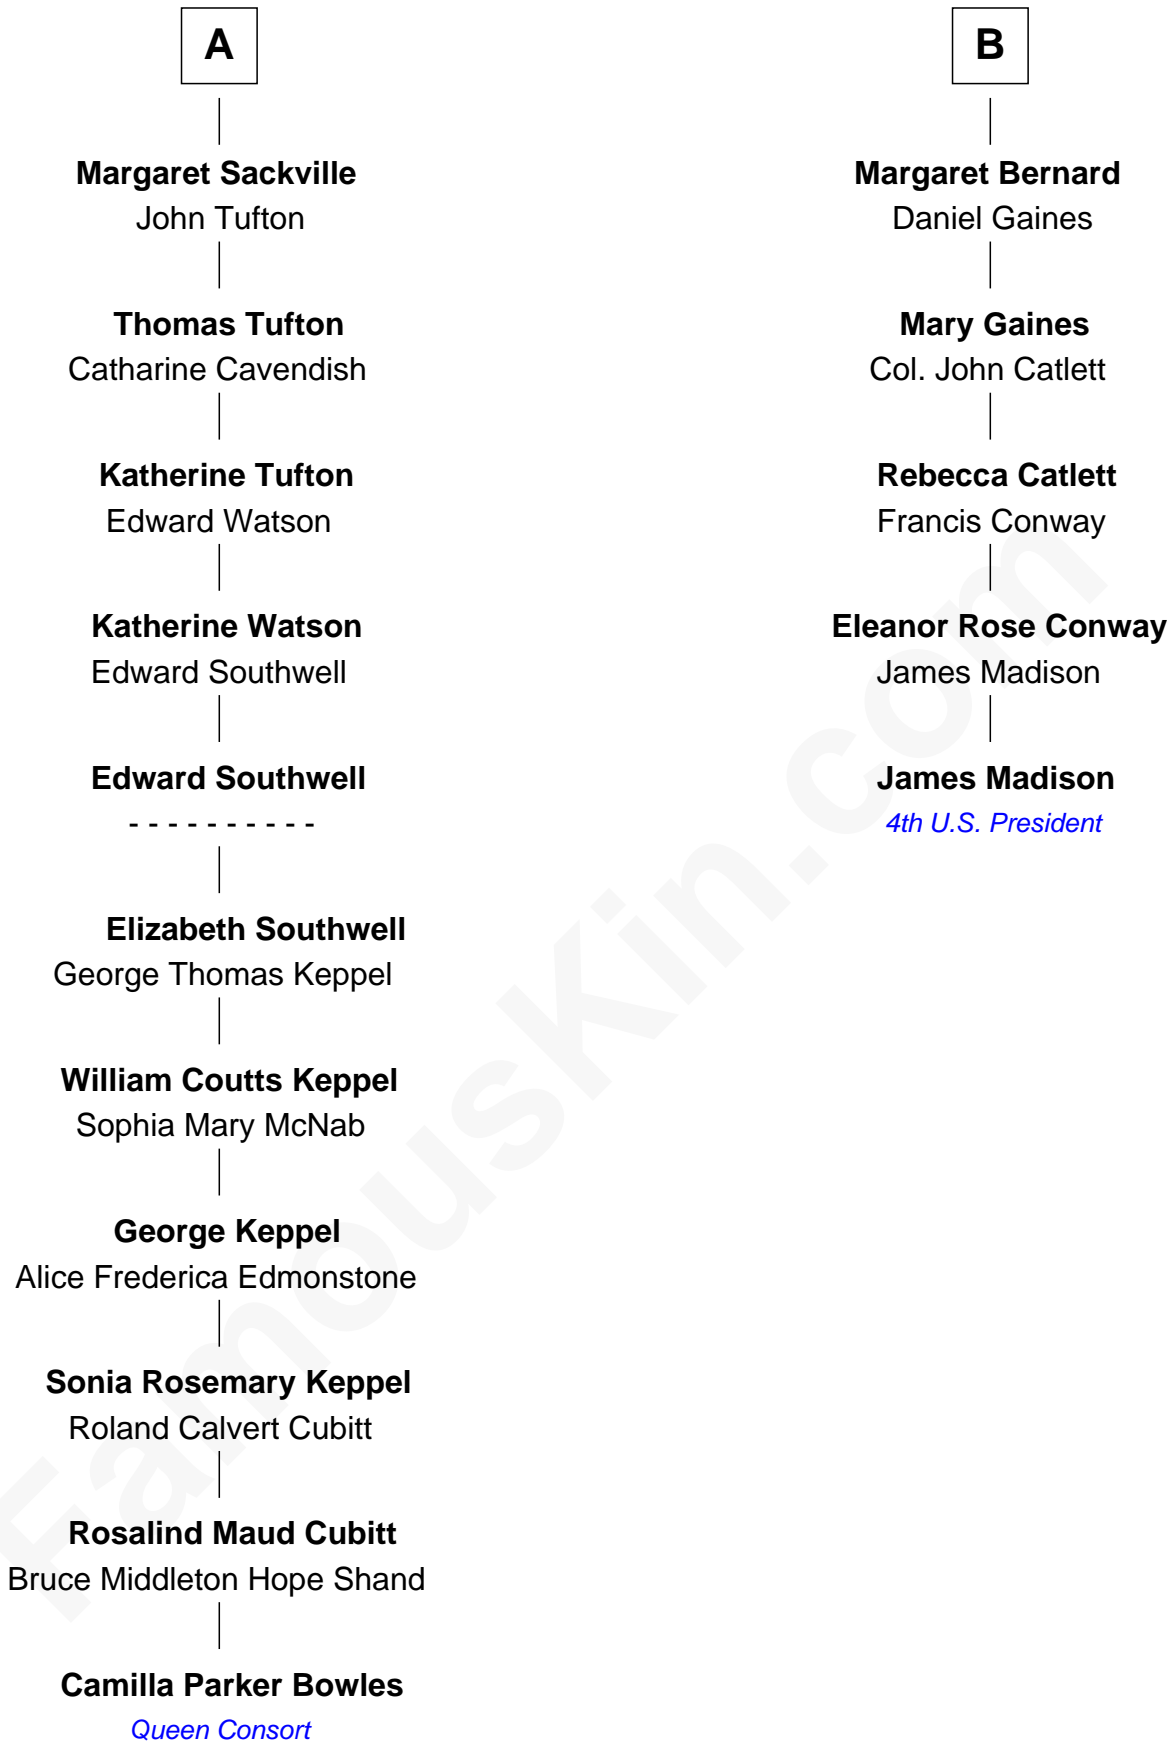 A
Margaret Sackville
John Tufton
Thomas Tufton
Catharine Cavendish
Katherine Tufton
Edward Watson
Katherine Watson
Edward Southwell
Edward Southwell
- - - - - - - - - -
Elizabeth Southwell
George Thomas Keppel
William Coutts Keppel
Sophia Mary McNab
George Keppel
Alice Frederica Edmonstone
Sonia Rosemary Keppel
Roland Calvert Cubitt
Rosalind Maud Cubitt
Bruce Middleton Hope Shand
Camilla Parker Bowles
Queen Consort
B
Margaret Bernard
Daniel Gaines
Mary Gaines
Col. John Catlett
Rebecca Catlett
Francis Conway
Eleanor Rose Conway
James Madison
James Madison
4th U.S. President
FamousKin.com